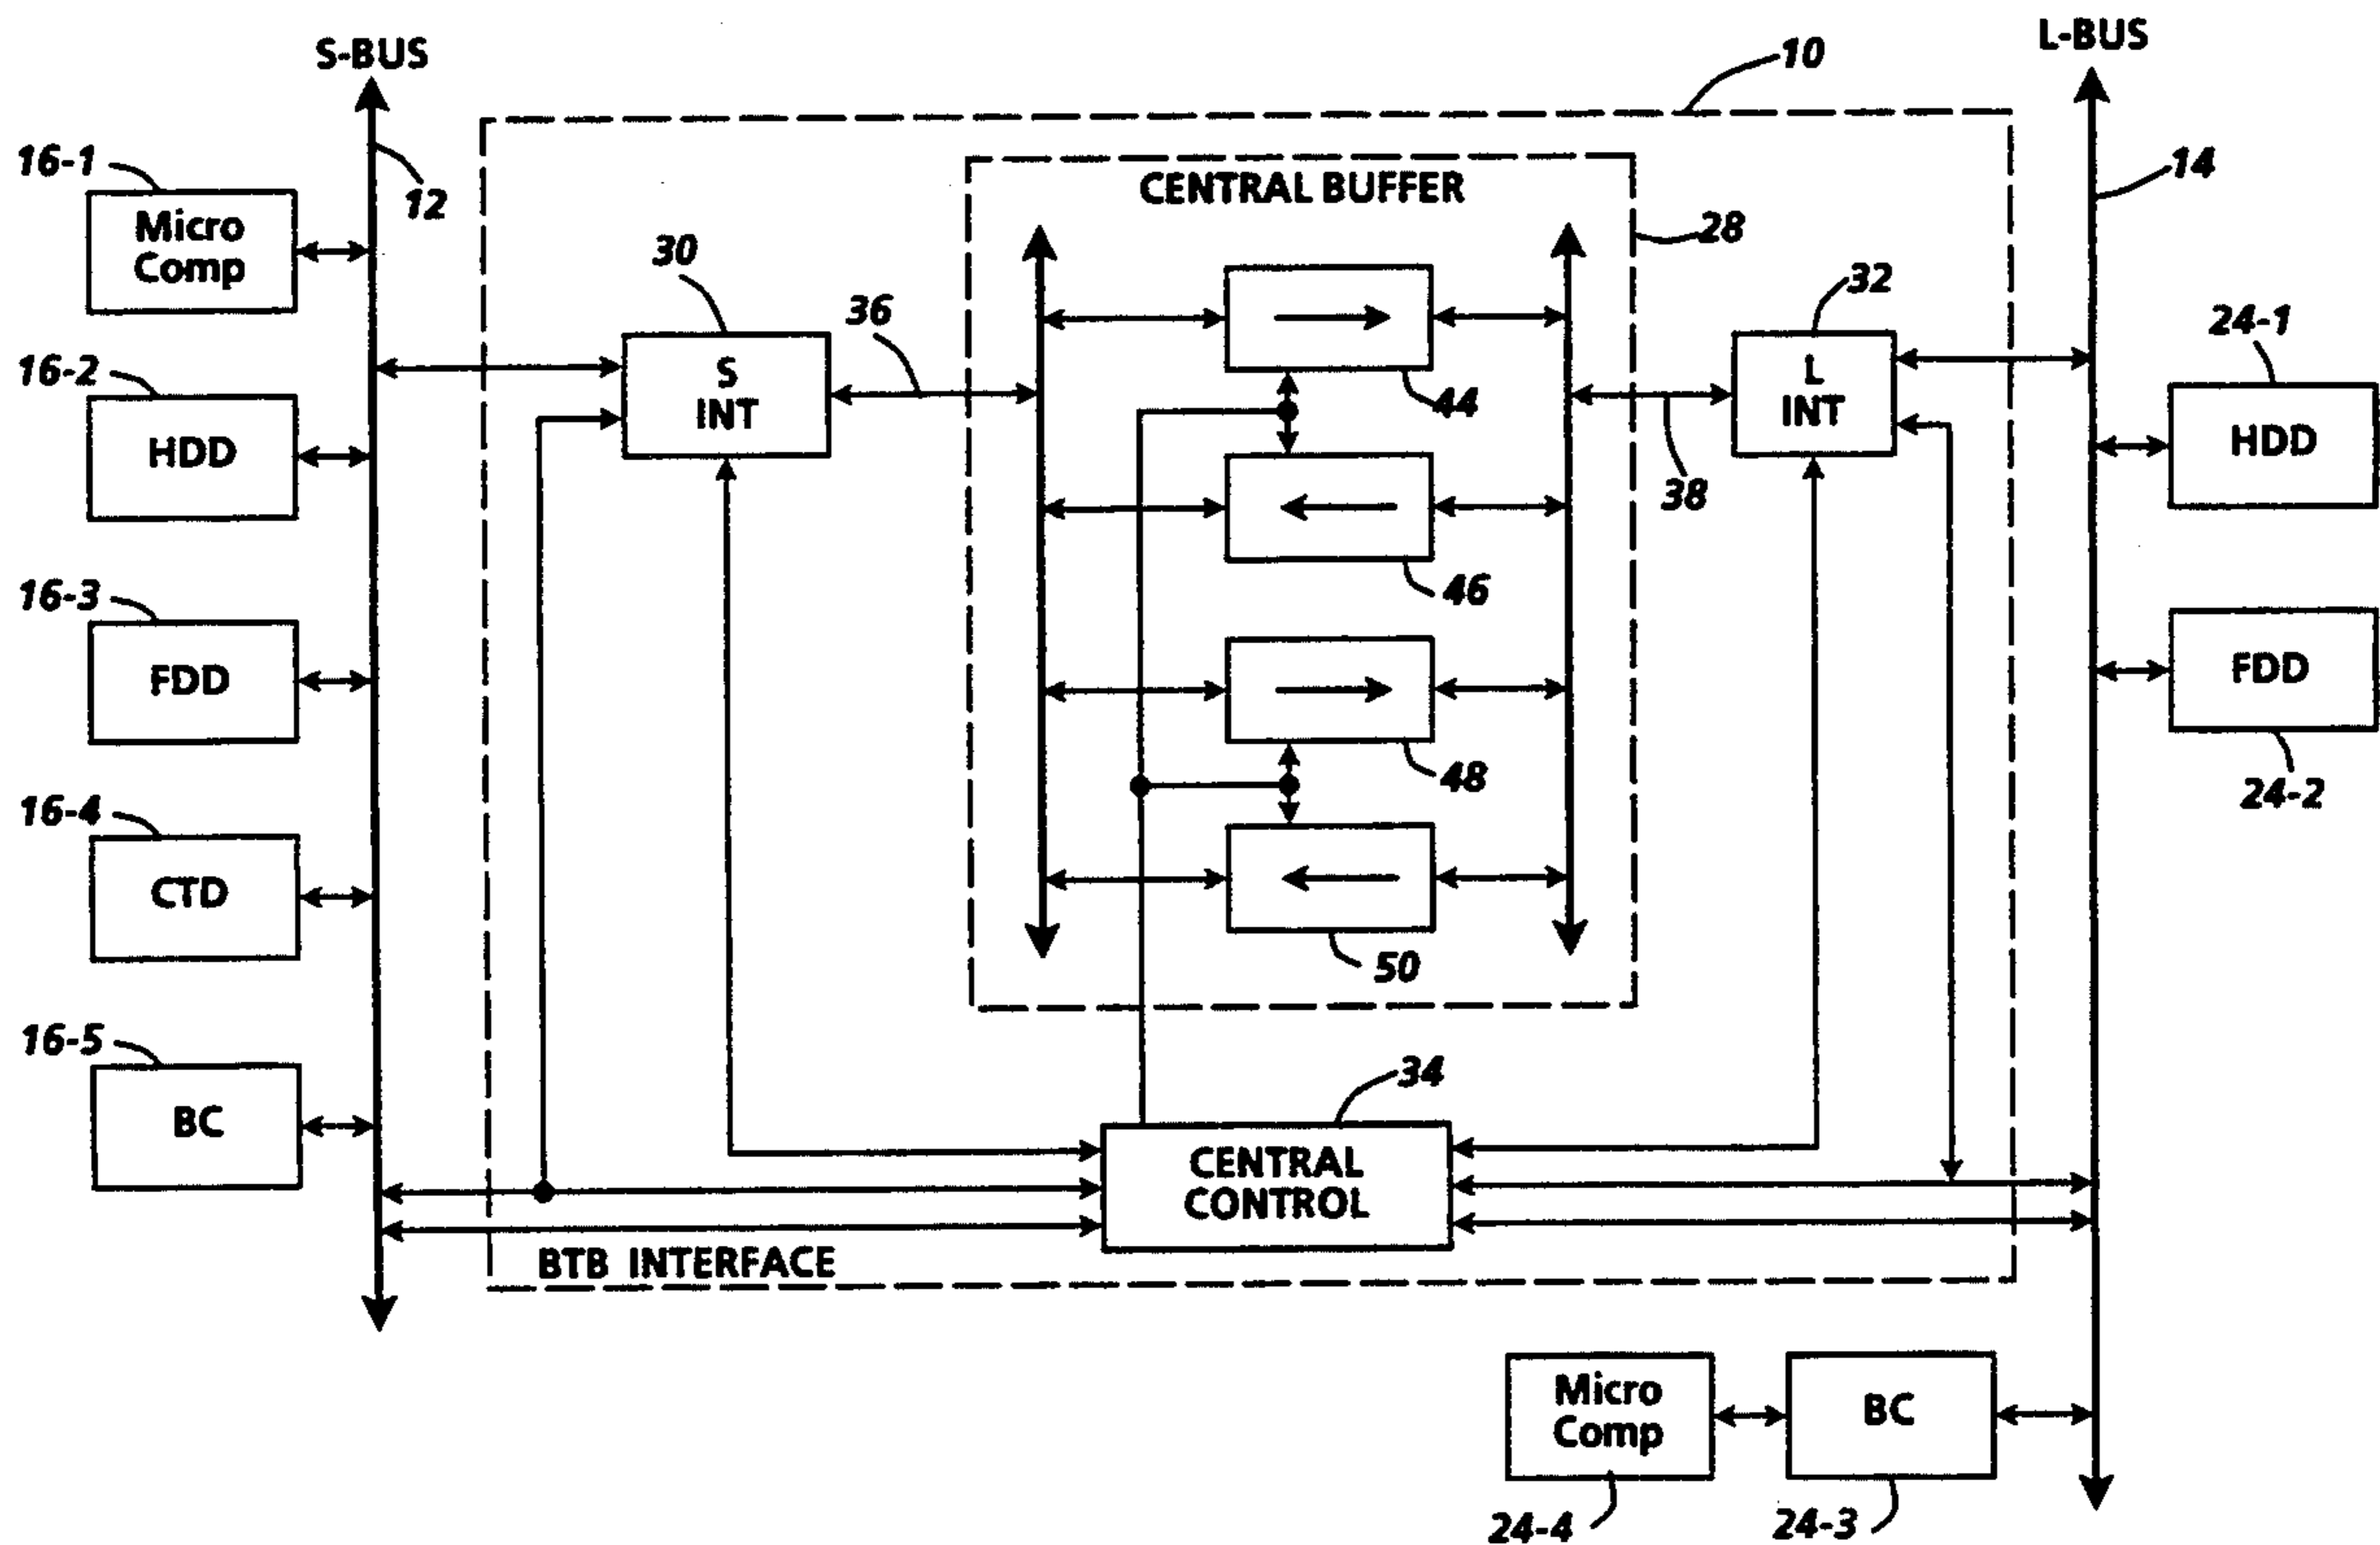 S-BUS
L-BUS
10
16-1
12
14
Micro
Comp
CENTRAL BUFFER
28
30
36
32
24-1
16-2
HDD
S
INT
44
L
INT
HDD
38
46
16-3
FDD
FDD
48
24-2
16-4
CTD
50
16-5
BC
34
CENTRAL
CONTROL
BTB INTERFACE
Micro
Comp
BC
24-4
24-3